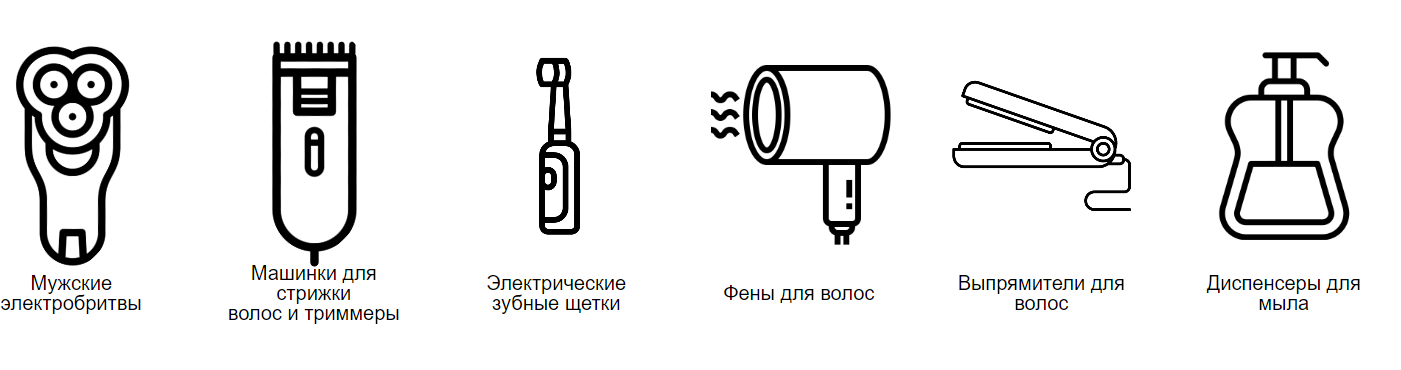 Мужские
электробритвы
Машинки для
стрижки
волос и триммеры
Электрические
зубные щетки
Фены для волос
Выпрямители для
волос
Диспенсеры для
мыла